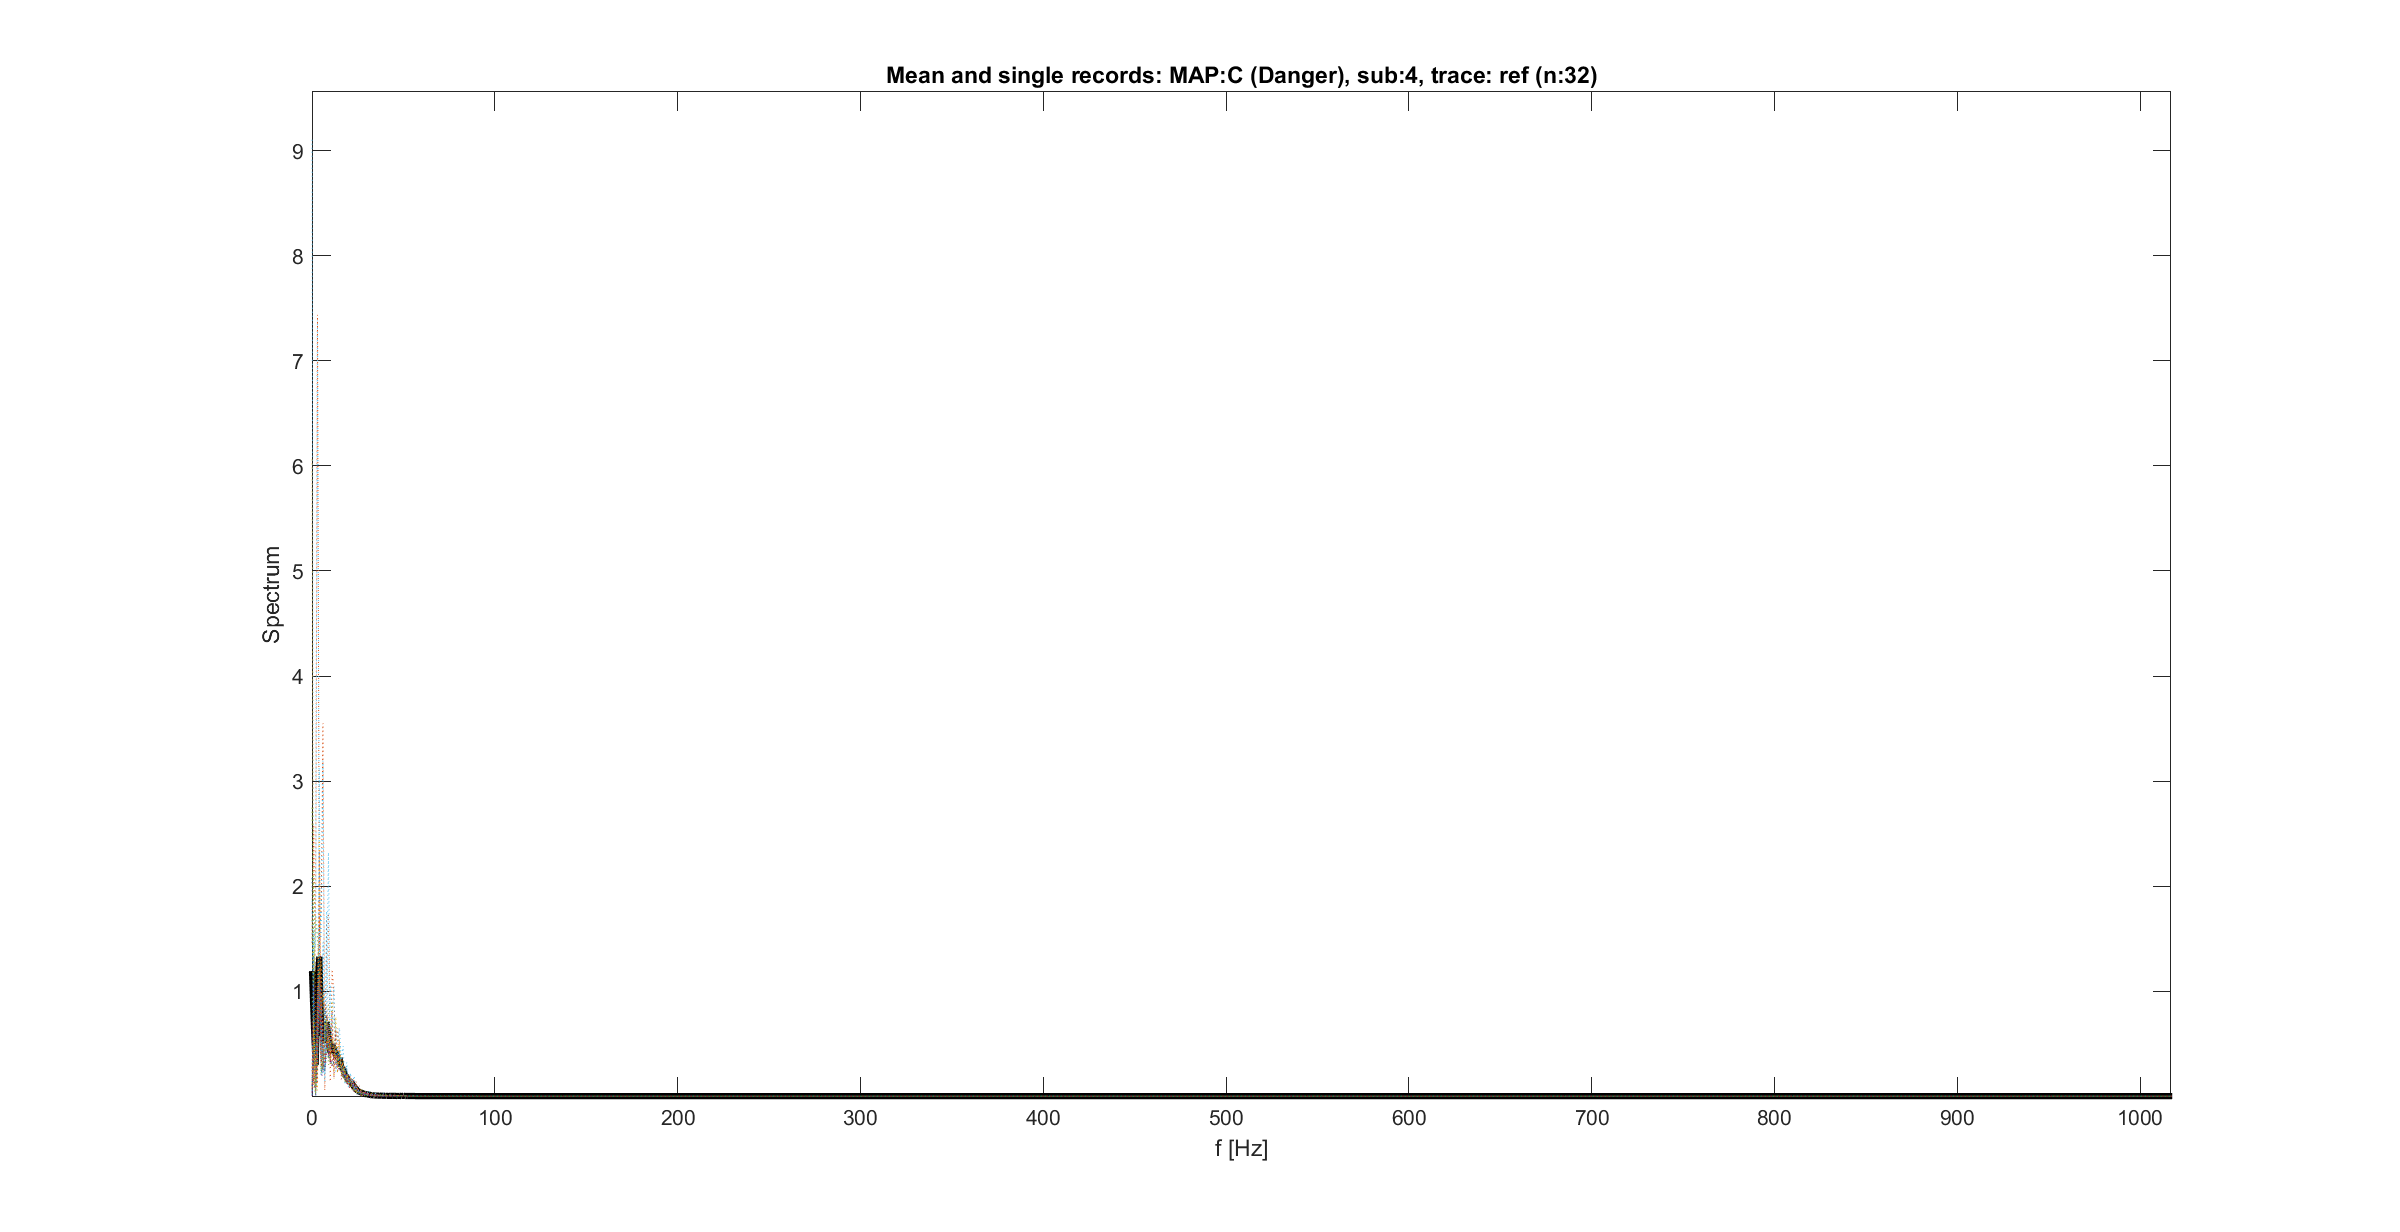 Mean and single records: MAP:C (Danger), sub:4, trace: ref (n:32)
9
8
7
6
5
4
3
2
1
Spectrum
0 100 200 300 400 500 600 700 800 900 1000
f [Hz]